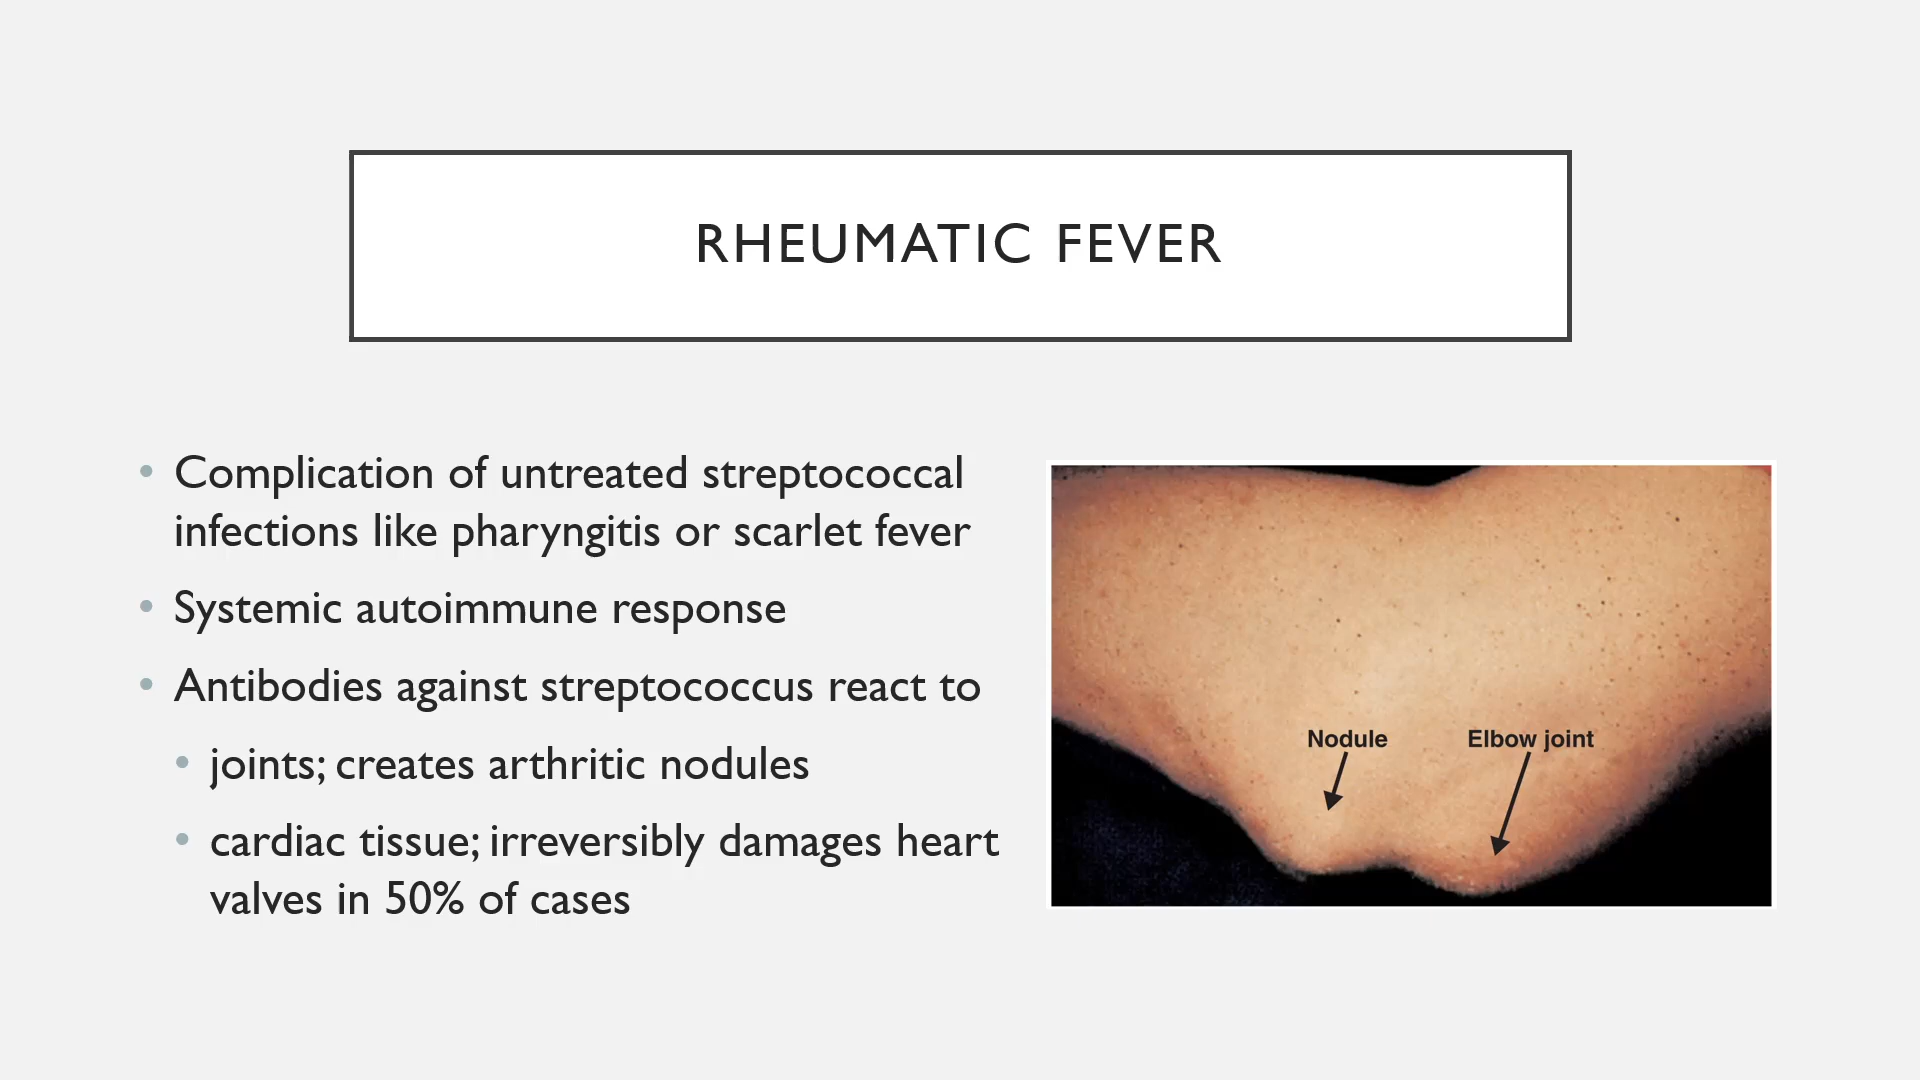 RHEUMATIC FEVER
• Complication of untreated streptococcal
infections like pharyngitis or scarlet fever
• Systemic autoimmune response
• Antibodies against streptococcus react to
• joints; creates arthritic nodules
• cardiac tissue; irreversibly damages heart
valves in 50% of cases
Nodule
Elbow joint